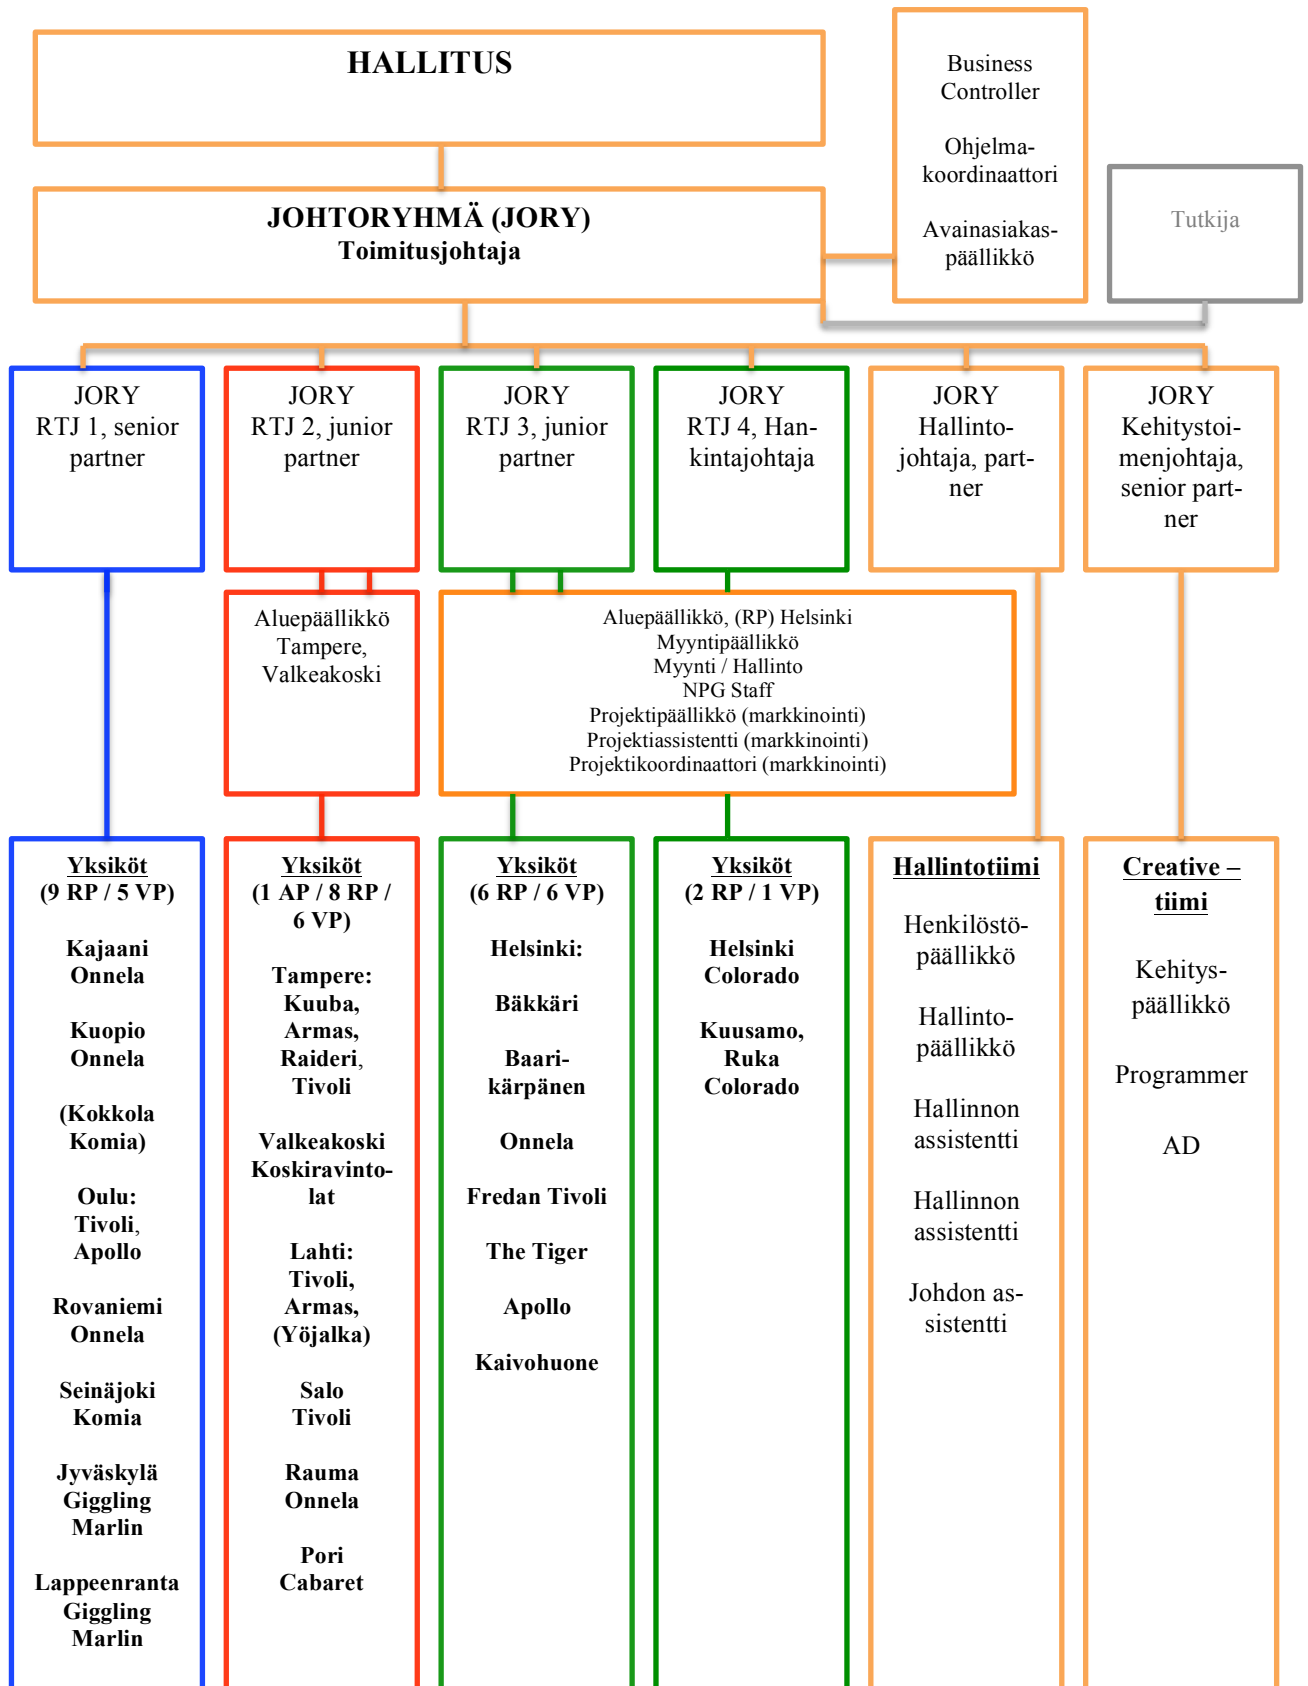 HALLITUS
Business
Controller
Ohjelma-
koordinaattori
Avainasiakas-
päällikkö
JOHTORYHMÄ (JORY)
Toimitusjohtaja
Tutkija
JORY
RTJ 1, senior
partner
JORY
RTJ 2, junior
partner
JORY
RTJ 3, junior
partner
JORY
RTJ 4, Han-
kintajohtaja
JORY
Hallinto-
johtaja, part-
ner
JORY
Kehitystoi-
menjohtaja,
senior part-
ner
Aluepäällikkö
Tampere,
Valkeakoski
Aluepäällikkö, (RP) Helsinki
Myyntipäällikkö
Myynti / Hallinto
NPG Staff
Projektipäällikkö (markkinointi)
Projektiassistentti (markkinointi)
Projektikoordinaattori (markkinointi)
Yksiköt
(9 RP / 5 VP)
Kajaani
Onnela
Kuopio
Onnela
(Kokkola
Komia)
Oulu:
Tivoli,
Apollo
Rovaniemi
Onnela
Seinäjoki
Komia
Jyväskylä
Giggling
Marlin
Lappeenranta
Giggling
Marlin
Yksiköt
(1 AP / 8 RP /
6 VP)
Tampere:
Kuuba,
Armas,
Raideri,
Tivoli
Valkeakoski
Koskiravinto-
lat
Lahti:
Tivoli,
Armas,
(Yöjalka)
Salo
Tivoli
Rauma
Onnela
Pori
Cabaret
Yksiköt
(6 RP / 6 VP)
Helsinki:
Bäkkäri
Baari-
kärpänen
Onnela
Fredan Tivoli
The Tiger
Apollo
Kaivohuone
Yksiköt
(2 RP / 1 VP)
Helsinki
Colorado
Kuusamo,
Ruka
Colorado
Hallintotiimi
Henkilöstö-
päällikkö
Hallinto-
päällikkö
Hallinnon
assistentti
Hallinnon
assistentti
Johdon as-
sistentti
Creative –
tiimi
Kehitys-
päällikkö
Programmer
AD